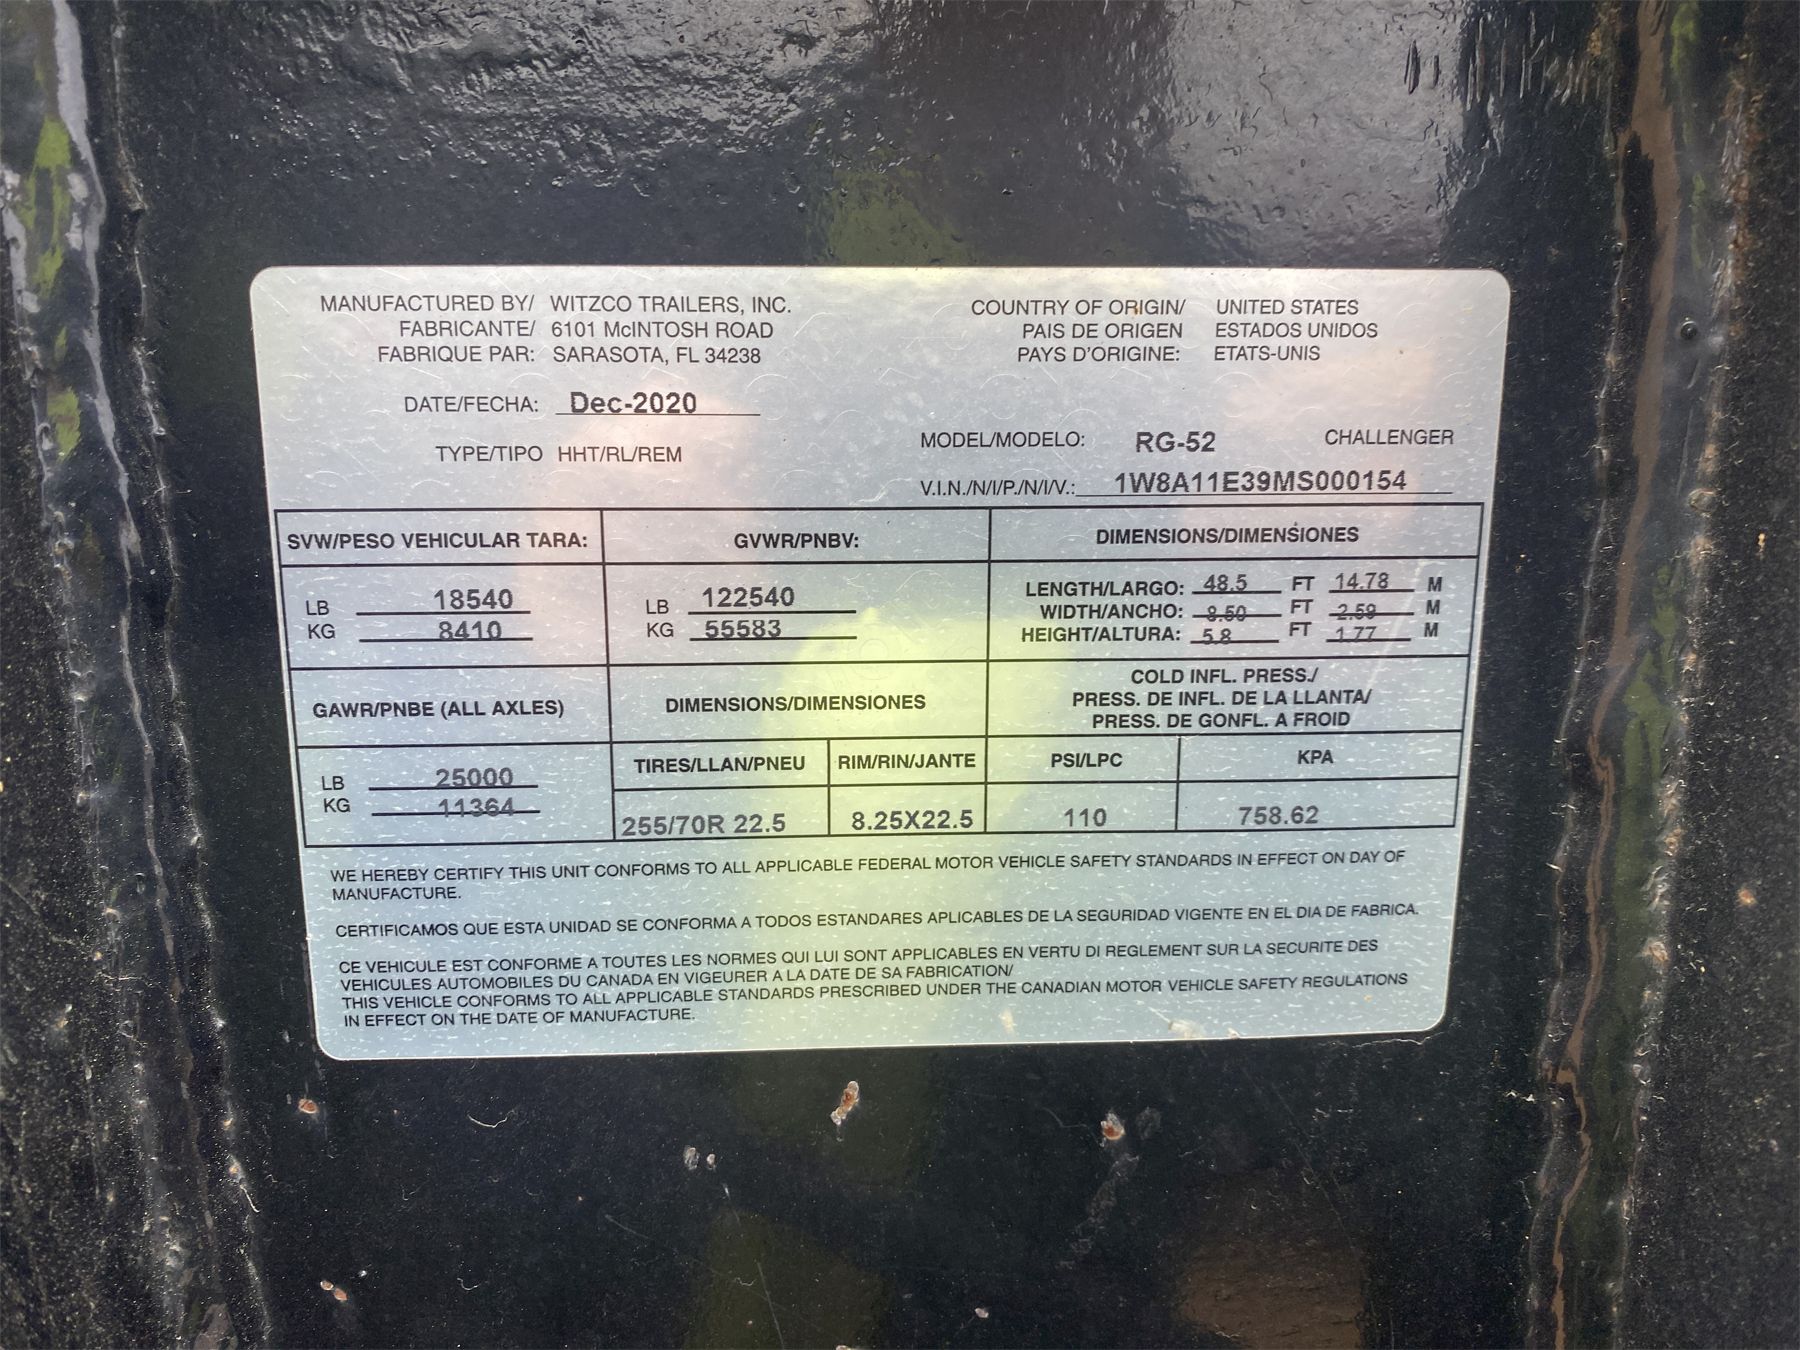 MANUFACTURED BY/ WITZCO TRAILERS, INC.
FABRICANTE/ 6101 McINTOSH ROAD
FABRIQUE PAR: SARASOTA, FL 34238
COUNTRY OF ORIGIN/ UNITED STATES
PAIS DE ORIGEN ESTADOS UNIDOS
PAYS D'ORIGINE: ETATS-UNIS
DATE/FECHA: Dec-2020
TYPE/TIPO HHT/RL/REM
MODEL/MODELO: RG-52 CHALLENGER
V.I.N./N/I/P./N/I/V.: 1W8A11E39MS000154
SVW/PESO VEHICULAR TARA:
LB 18540
KG 8410
GVWR/PNBV:
LB 122540
KG 55583
DIMENSIONS/DIMENSIONES
LENGTH/LARGO: 48.5 FT 14.78 M
WIDTH/ANCHO: 8.50 FT 2.59 M
HEIGHT/ALTURA: 5.8 FT 1.77 M
GAWR/PNBE (ALL AXLES)
LB 25000
KG 11364
DIMENSIONS/DIMENSIONES
TIRES/LLAN/PNEU RIM/RIN/JANTE
255/70R 22.5 8.25X22.5
COLD INFL. PRESS./
PRESS. DE INFL. DE LA LLANTA/
PRESS. DE GONFL. A FROID
PSI/LPC KPA
110 758.62
WE HEREBY CERTIFY THIS UNIT CONFORMS TO ALL APPLICABLE FEDERAL MOTOR VEHICLE SAFETY STANDARDS IN EFFECT ON DAY OF
MANUFACTURE.
CERTIFICAMOS QUE ESTA UNIDAD SE CONFORMA A TODOS ESTANDARES APLICABLES DE LA SEGURIDAD VIGENTE EN EL DIA DE FABRICA.
CE VEHICULE EST CONFORME A TOUTES LES NORMES QUI LUI SONT APPLICABLES EN VERTU DI REGLEMENT SUR LA SECURITE DES
VEHICULES AUTOMOBILES DU CANADA EN VIGEURER A LA DATE DE SA FABRICATION/
THIS VEHICLE CONFORMS TO ALL APPLICABLE STANDARDS PRESCRIBED UNDER THE CANADIAN MOTOR VEHICLE SAFETY REGULATIONS
IN EFFECT ON THE DATE OF MANUFACTURE.